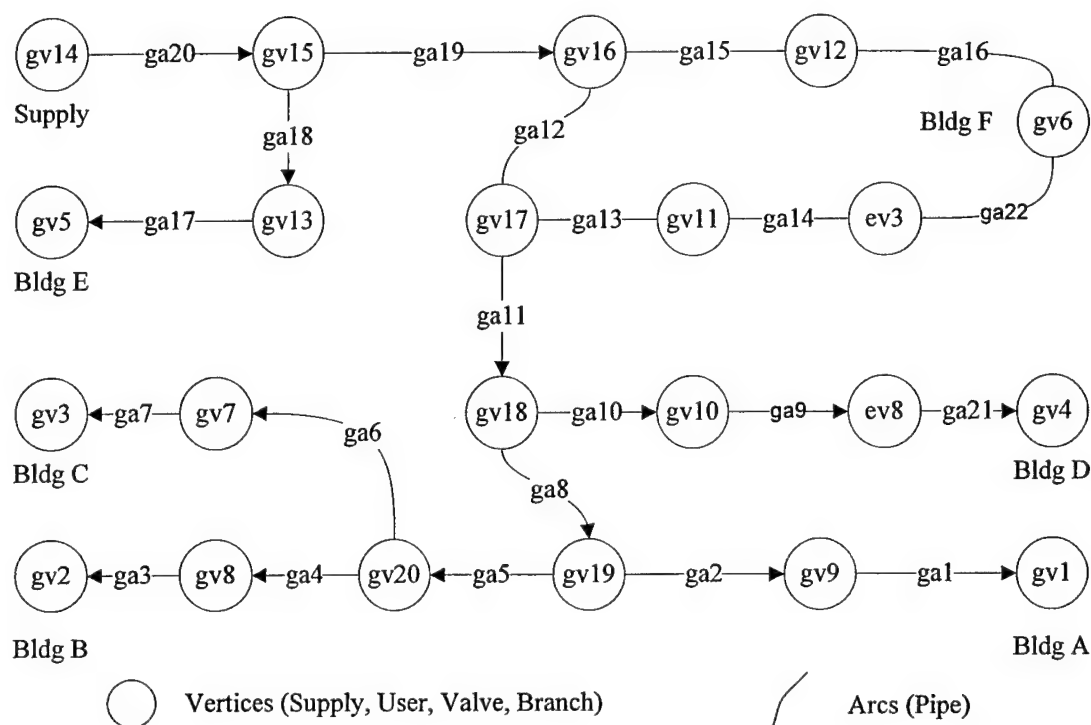 gv14 ga20 gv15 ga19 gv16 ga15 gv12 ga16
Supply
ga18
ga12
Bldg F gv6
gv5 ga17 gv13 gv17 ga13 gv11 ga14 ev3 ga22
Bldg E
ga11
gv3 ga7 gv7 ga6 gv18 ga10 gv10 ga9 ev8 ga21 gv4
Bldg C
Bldg D
ga8
gv2 ga3 gv8 ga4 gv20 ga5 gv19 ga2 gv9 ga1 gv1
Bldg B
Bldg A
Vertices (Supply, User, Valve, Branch) Arcs (Pipe)